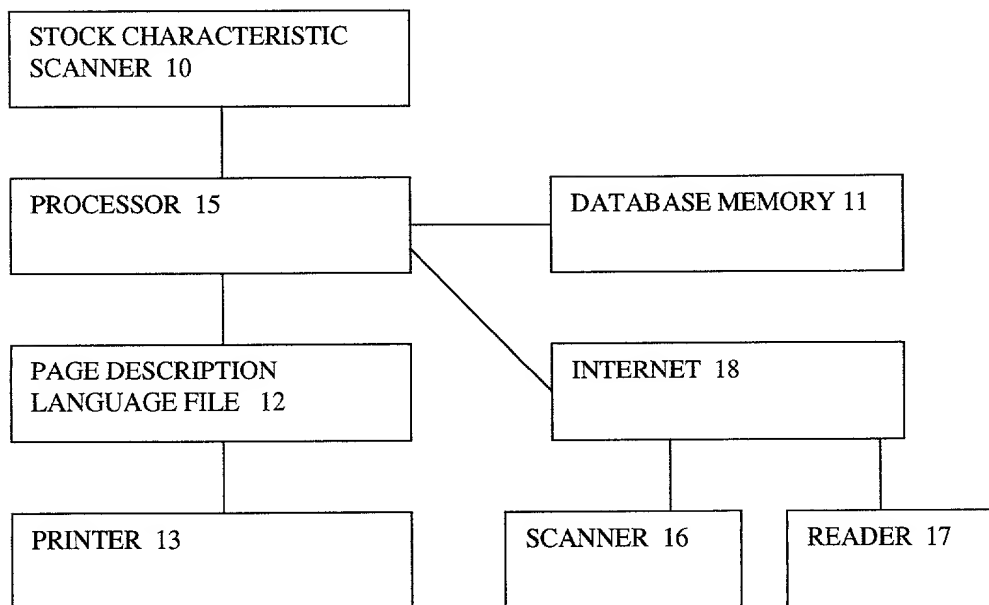 STOCK CHARACTERISTIC
SCANNER 10
PROCESSOR 15
DATABASE MEMORY 11
PAGE DESCRIPTION
LANGUAGE FILE 12
INTERNET 18
PRINTER 13
SCANNER 16
READER 17